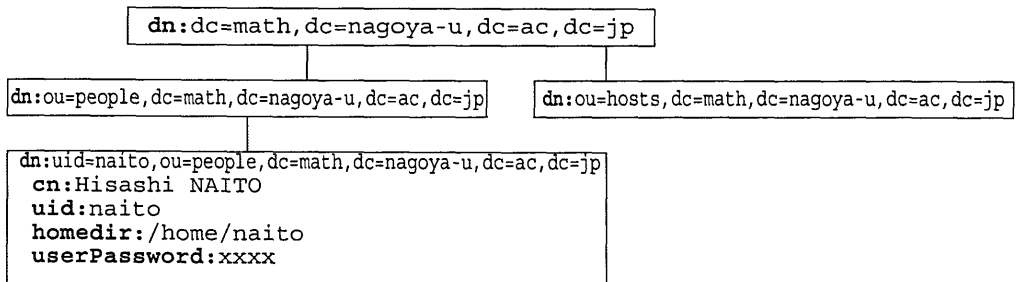 dn:dc=math,dc=nagoya-u,dc=ac,dc=jp
dn:ou=people,dc=math,dc=nagoya-u,dc=ac,dc=jp
dn:ou=hosts,dc=math,dc=nagoya-u,dc=ac,dc=jp
dn:uid=naito,ou=people,dc=math,dc=nagoya-u,dc=ac,dc=jp
cn:Hisashi NAITO
uid:naito
homedir:/home/naito
userPassword:xxxx